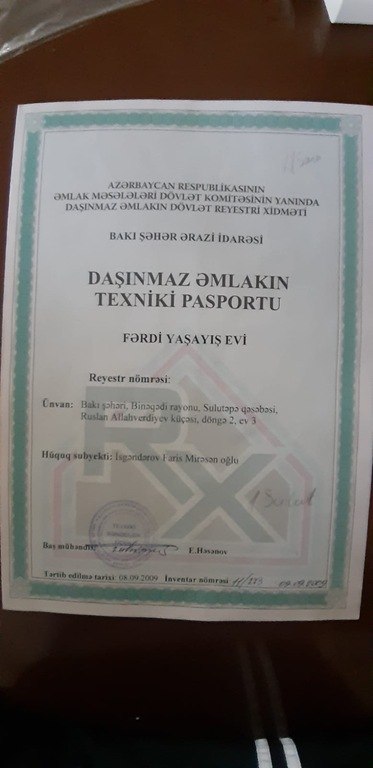 AZƏRBAYCAN RESPUBLİKASININ
ƏMLAK MƏSƏLƏLƏRİ DÖVLƏT KOMİTƏSİNİN YANINDA
DAŞINMAZ ƏMLAKIN DÖVLƏT REYESTRİ XİDMƏTİ
BAKI ŞƏHƏR ƏRAZİ İDARƏSİ
DAŞINMAZ ƏMLAKIN
TEXNİKİ PASPORTU
FƏRDİ YAŞAYIŞ EVİ
Reyestr nömrəsi:
Ünvan: Bakı şəhəri, Binəqədi rayonu, Sulutəpə qəsəbəsi,
Ruslan Allahverdiyev küçəsi, döngə 2, ev 3
Hüquq subyekti: İsgəndərov Faris Mirəsən oğlu
Baş mühəndis E.Həsənov
Tərtib edilmə tarixi 08.09.2009 İnventar nömrəsi 09.09.2009